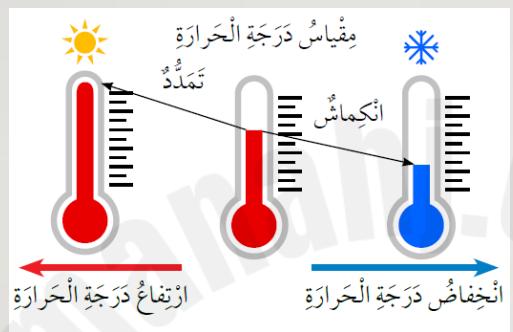 مِقْياسُ دَرَجَةِ الْحَرارَةِ
انْكِماشٌ
تَمَدُّدٌ
انْخِفاضُ دَرَجَةِ الْحَرارَةِ
ارْتِفاعُ دَرَجَةِ الْحَرارَةِ